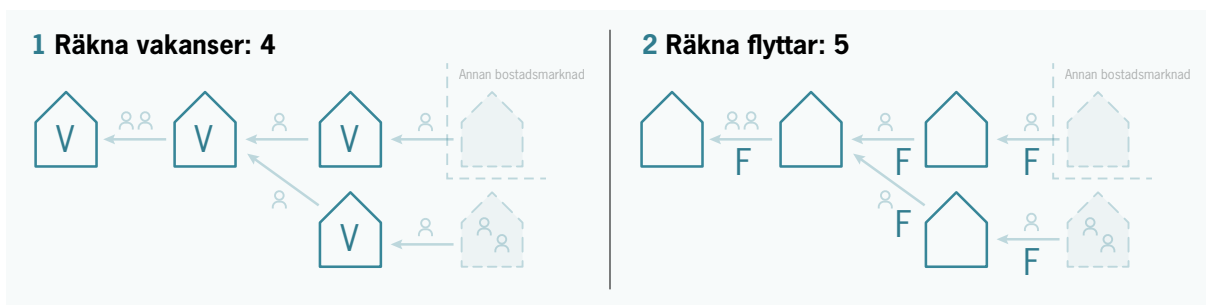 1 Räkna vakanser: 4
Annan bostadsmarknad
V
V
V
V
2 Räkna flyttar: 5
Annan bostadsmarknad
F
F
F
F
F